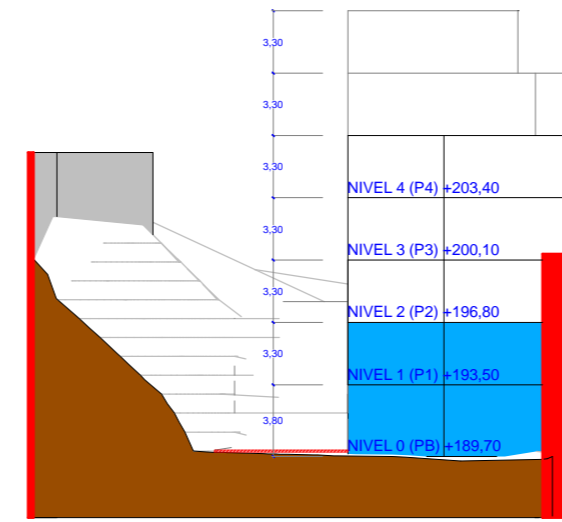 3,30
3,30
3,30
NIVEL 4 (P4) +203,40
3,30
NIVEL 3 (P3) +200,10
3,30
NIVEL 2 (P2) +196,80
3,30
NIVEL 1 (P1) +193,50
3,80
NIVEL 0 (PB) +189,70